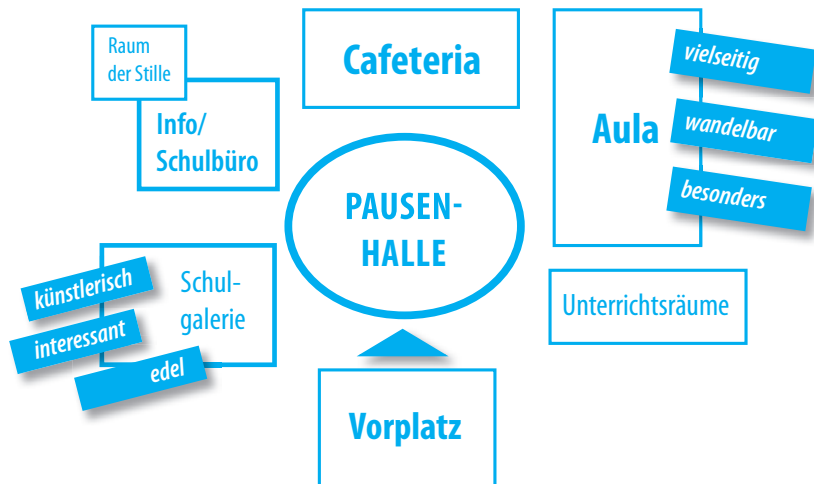 Raum
der Stille
Info/
Schulbüro
Cafeteria
Aula
vielseitig
wandelbar
besonders
PAUSEN-
HALLE
künstlerisch
interessant
edel
Schul-
galerie
Unterrichtsräume
Vorplatz